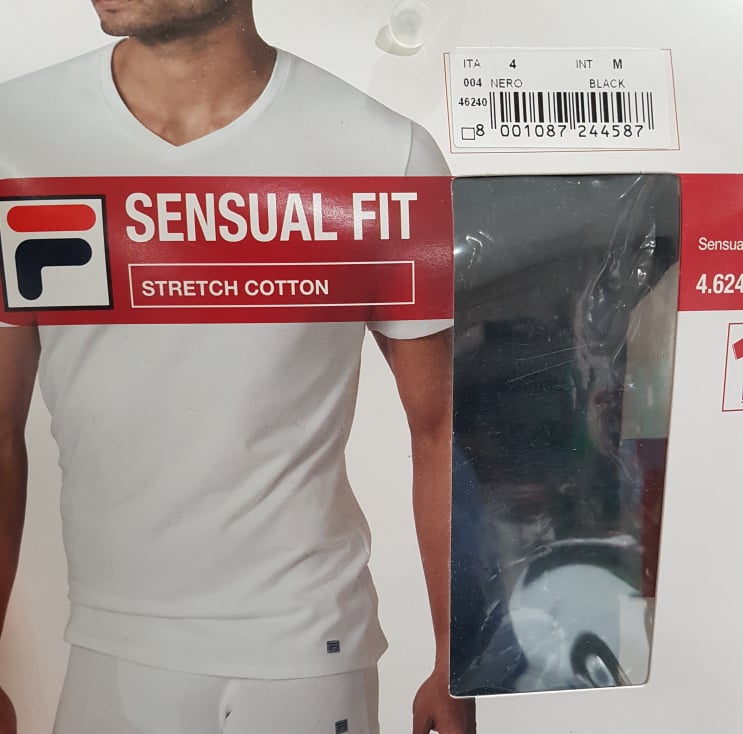 ITA 4 INT M
004 NERO BLACK
46240
8 001087 244587
SENSUAL FIT
STRETCH COTTON
Sensua
4.624